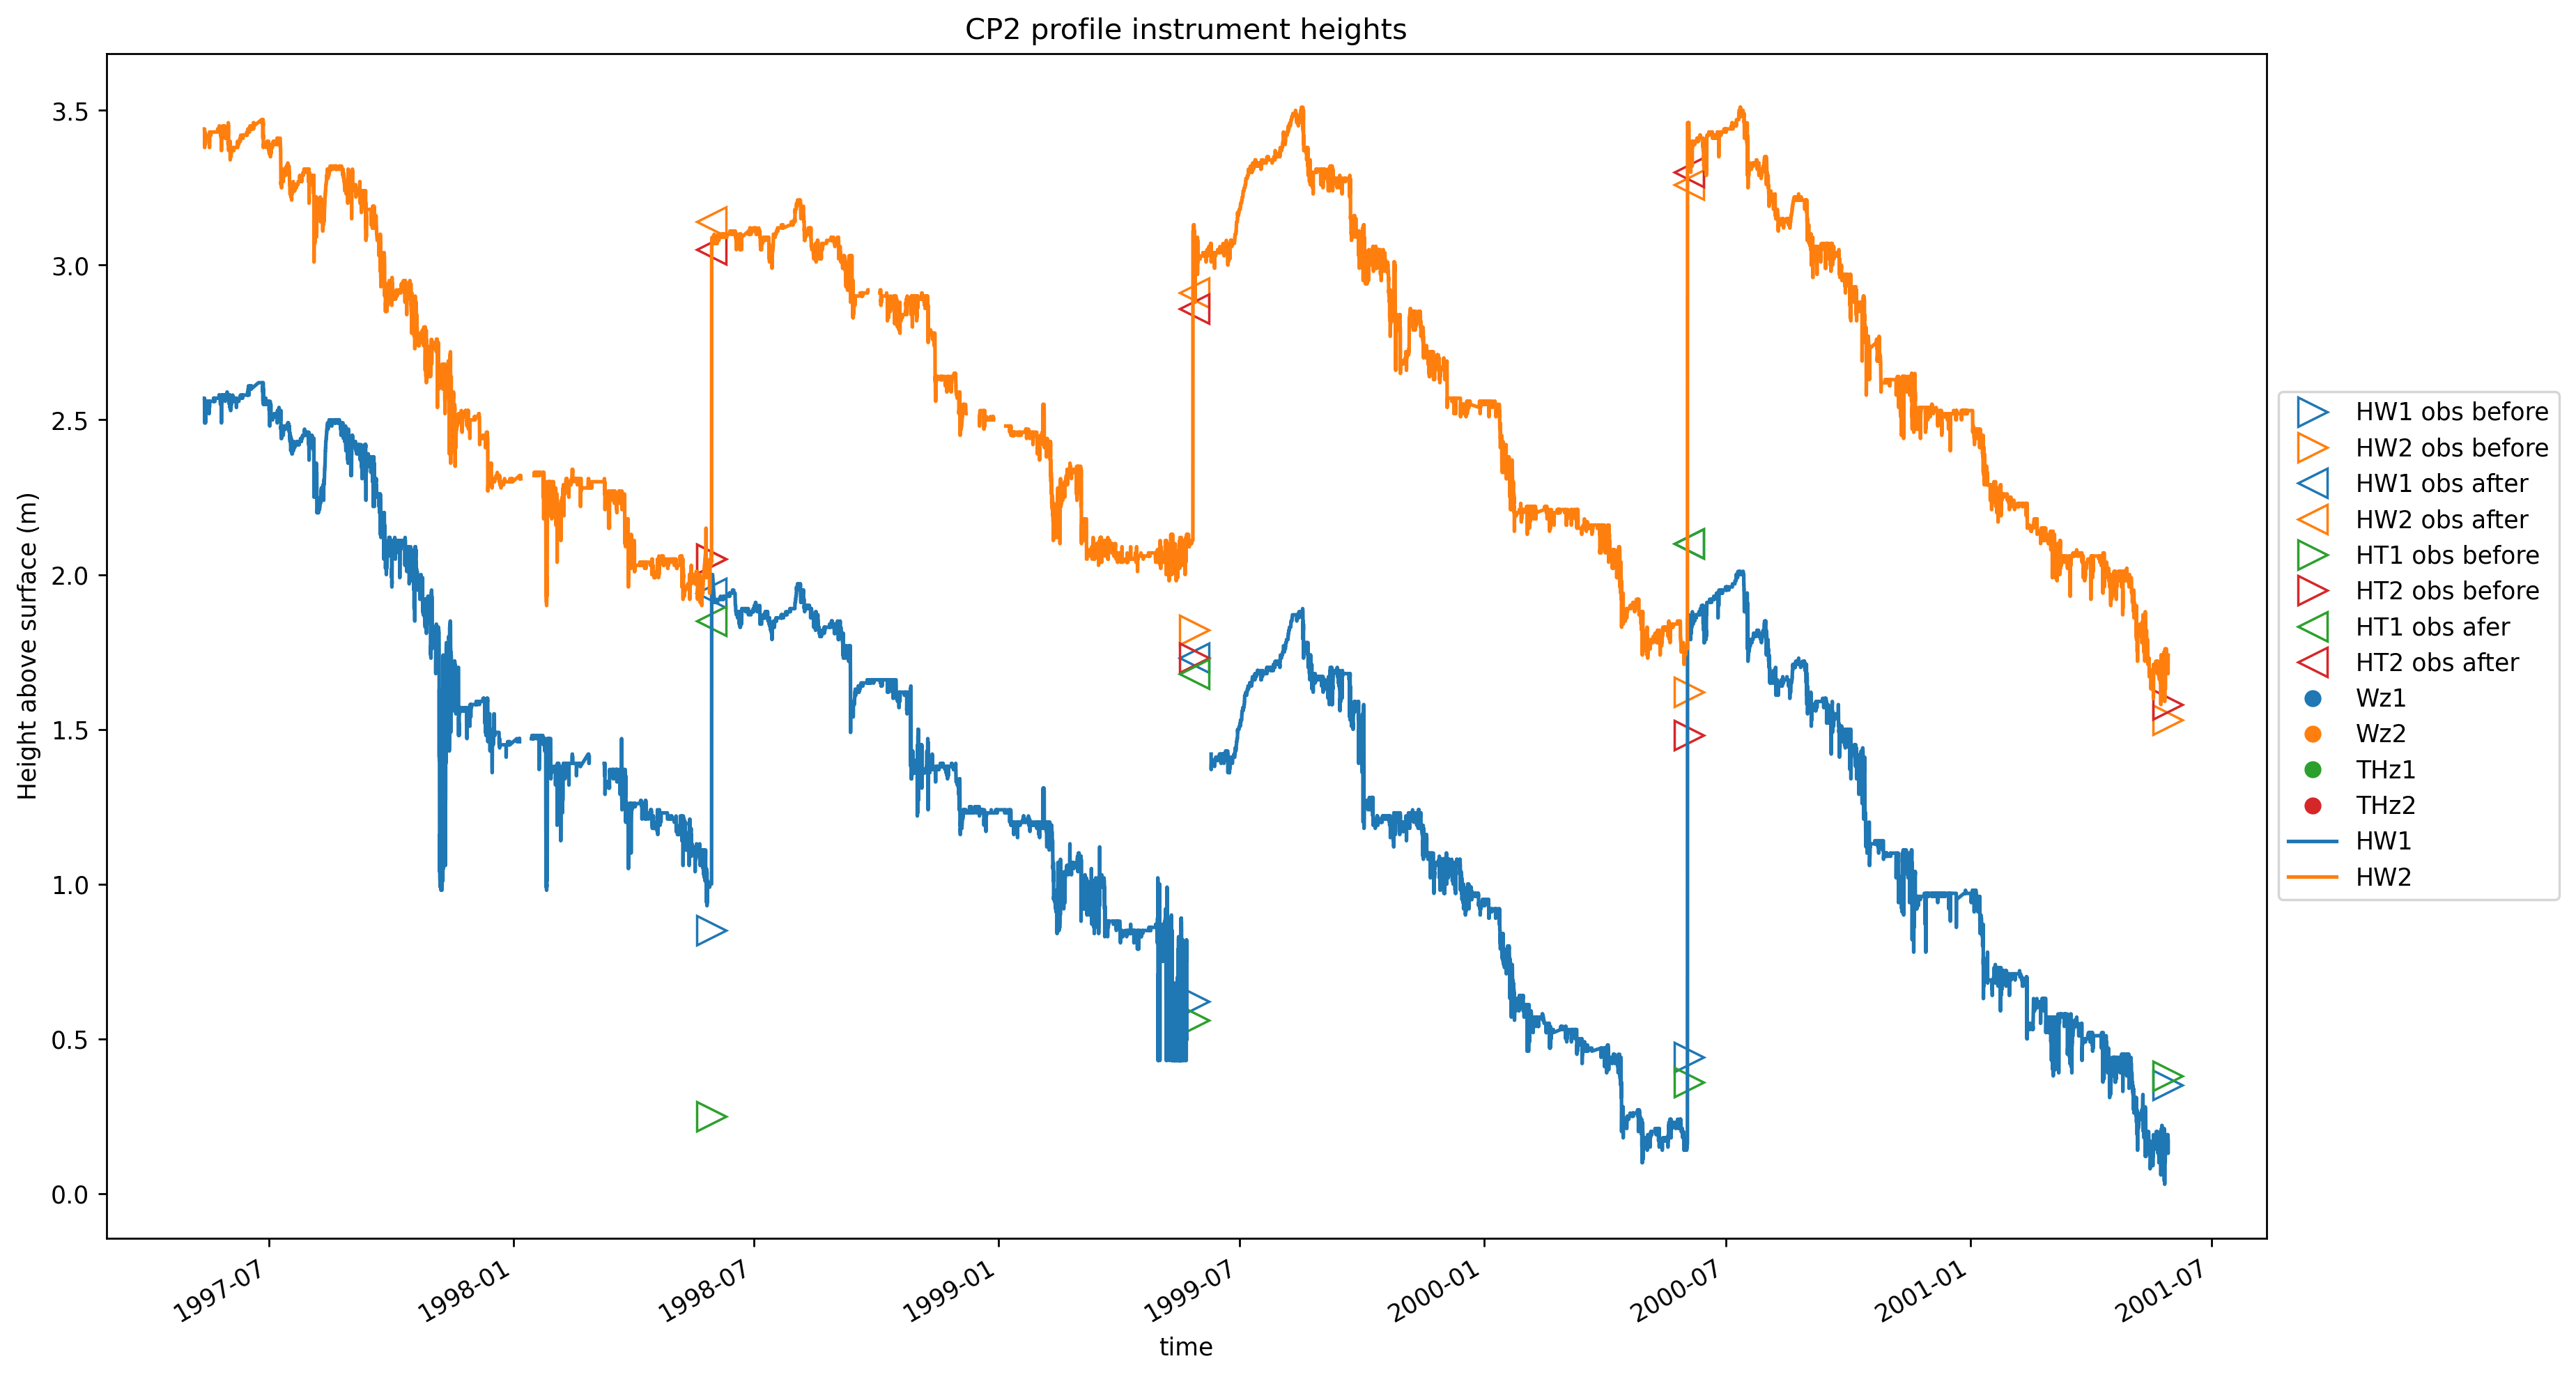 CP2 profile instrument heights
3.5
3.0
2.5
2.0
1.5
1.0
0.5
0.0
Height above surface (m)
1997-07
1998-01
1998-07
1999-01
1999-07
2000-01
2000-07
2001-01
2001-07
time
HW1 obs before
HW2 obs before
HW1 obs after
HW2 obs after
HT1 obs before
HT2 obs before
HT1 obs afer
HT2 obs after
Wz1
Wz2
THz1
THz2
HW1
HW2